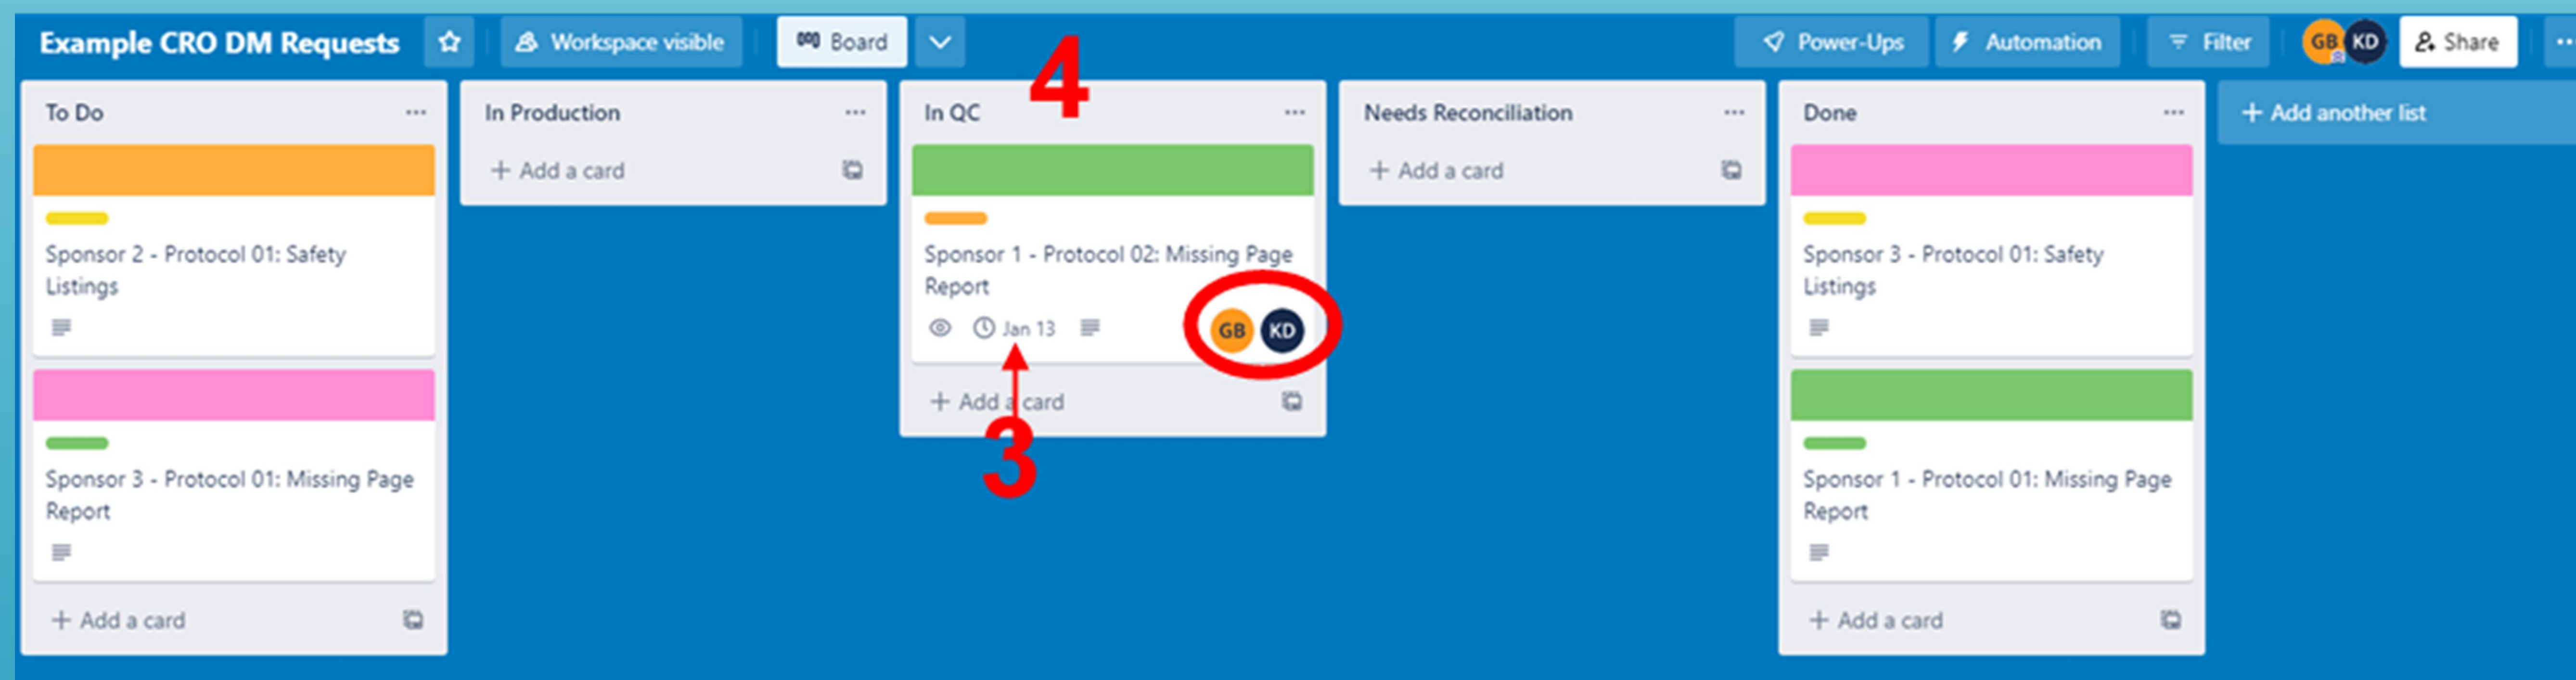 Example CRO DM Requests
Workspace visible
Board
Power-Ups
Automation
Filter
GB
KD
Share
4
To Do
Sponsor 2 - Protocol 01: Safety
Listings
Sponsor 3 - Protocol 01: Missing Page
Report
+ Add a card
In Production
+ Add a card
In QC
Sponsor 1 - Protocol 02: Missing Page
Report
Jan 13
GB
KD
+ Add a card
3
Needs Reconciliation
+ Add a card
Done
Sponsor 3 - Protocol 01: Safety
Listings
Sponsor 1 - Protocol 01: Missing Page
Report
+ Add a card
+ Add another list